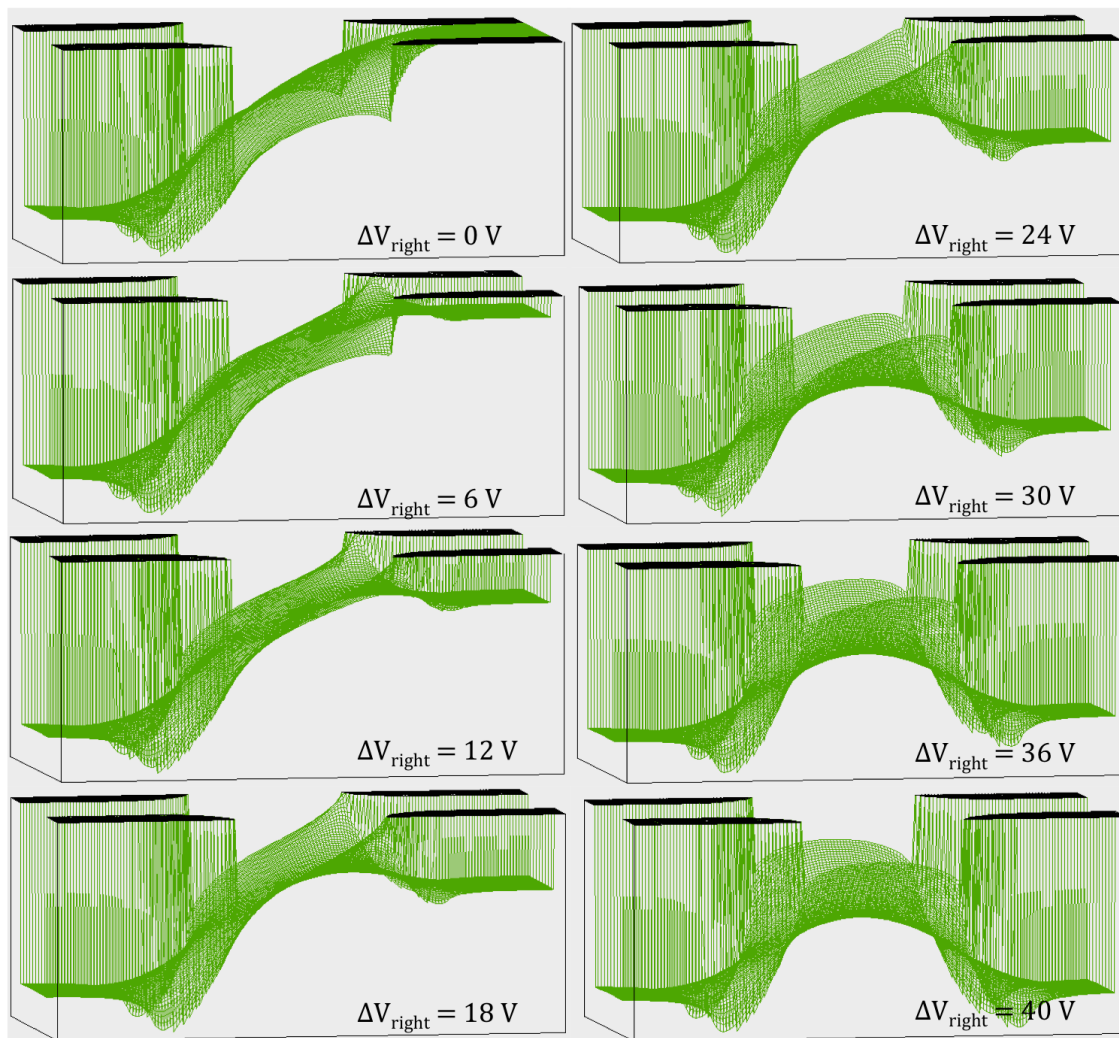 ΔV_right = 0 V
ΔV_right = 6 V
ΔV_right = 12 V
ΔV_right = 18 V
ΔV_right = 24 V
ΔV_right = 30 V
ΔV_right = 36 V
ΔV_right = 40 V